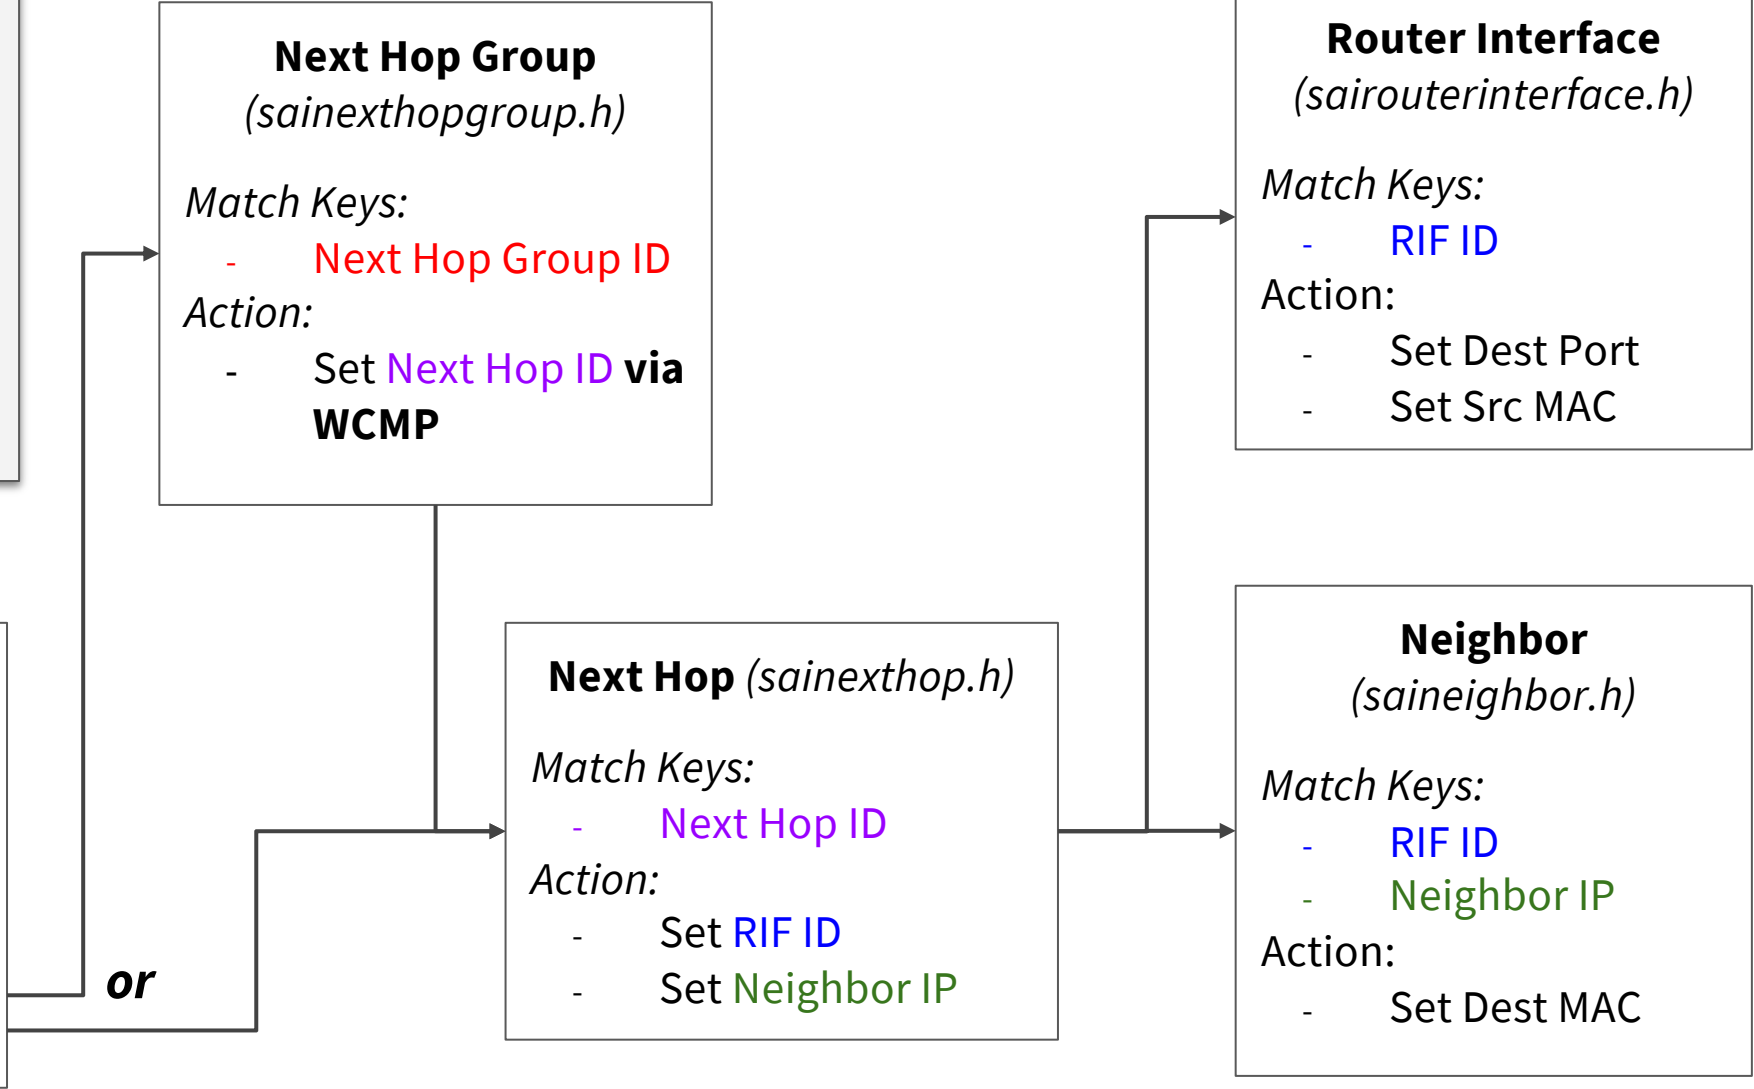 Next Hop Group
(sainexthopgroup.h)
Match Keys:
- Next Hop Group ID
Action:
- Set Next Hop ID via
WCMP
or
Next Hop (sainexthop.h)
Match Keys:
- Next Hop ID
Action:
- Set RIF ID
- Set Neighbor IP
Router Interface
(sairouterinterface.h)
Match Keys:
- RIF ID
Action:
- Set Dest Port
- Set Src MAC
Neighbor
(saineighbor.h)
Match Keys:
- RIF ID
- Neighbor IP
Action:
- Set Dest MAC